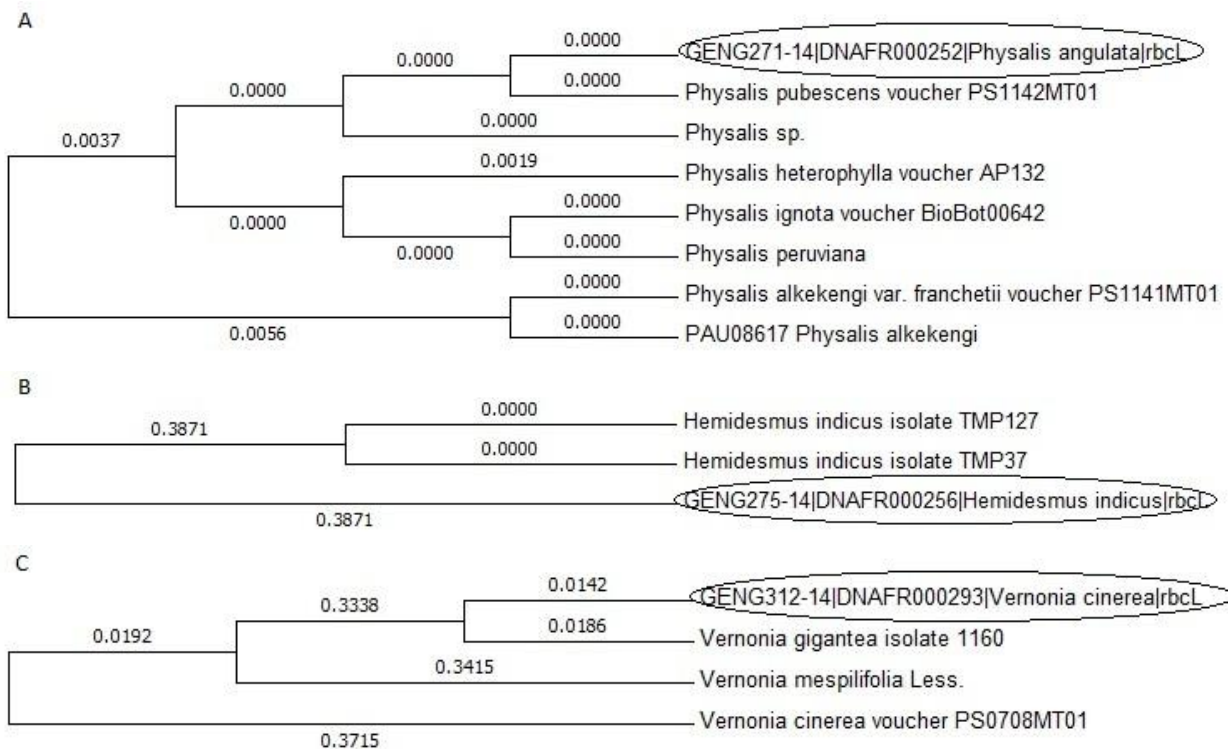 A
0.0000
GENG271-14|DNAFR000252|Physalis angulata|rbcL
0.0000
0.0000
Physalis pubescens voucher PS1142MT01
0.0000
0.0000
Physalis sp.
0.0037
0.0019
Physalis heterophylla voucher AP132
0.0000
0.0000
Physalis ignota voucher BioBot00642
0.0000
0.0000
Physalis peruviana
0.0000
Physalis alkekengi var. franchetii voucher PS1141MT01
0.0056
0.0000
PAU08617 Physalis alkekengi
B
0.0000
Hemidesmus indicus isolate TMP127
0.3871
0.0000
Hemidesmus indicus isolate TMP37
GENG275-14|DNAFR000256|Hemidesmus indicus|rbcL
0.3871
C
0.0142
GENG312-14|DNAFR000293|Vernonia cinerea|rbcL
0.3338
0.0186
Vernonia gigantea isolate 1160
0.0192
0.3415
Vernonia mespilifolia Less.
Vernonia cinerea voucher PS0708MT01
0.3715